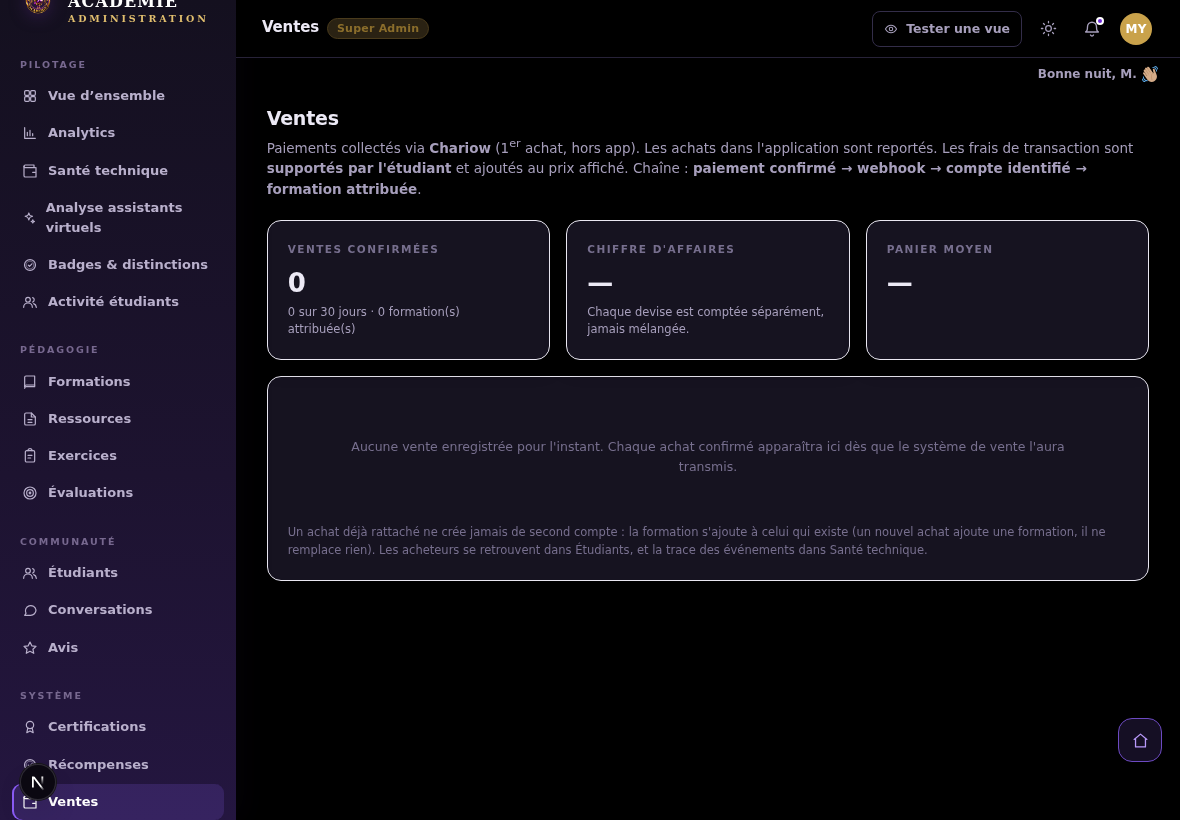 ACADÉMIE
ADMINISTRATION
PILOTAGE
Vue d’ensemble
Analytics
Santé technique
Analyse assistants
virtuels
Badges & distinctions
Activité étudiants
PÉDAGOGIE
Formations
Ressources
Exercices
Évaluations
COMMUNAUTÉ
Étudiants
Conversations
Avis
SYSTÈME
Certifications
Récompenses
N
Ventes
Ventes
Super Admin
Tester une vue
MY
Bonne nuit, M. 👋🏽
Ventes
Paiements collectés via Chariow (1er achat, hors app). Les achats dans l'application sont reportés. Les frais de transaction sont
supportés par l'étudiant et ajoutés au prix affiché. Chaîne : paiement confirmé → webhook → compte identifié →
formation attribuée.
VENTES CONFIRMÉES
0
0 sur 30 jours · 0 formation(s)
attribuée(s)
CHIFFRE D'AFFAIRES
—
Chaque devise est comptée séparément,
jamais mélangée.
PANIER MOYEN
—
Aucune vente enregistrée pour l'instant. Chaque achat confirmé apparaîtra ici dès que le système de vente l'aura
transmis.
Un achat déjà rattaché ne crée jamais de second compte : la formation s'ajoute à celui qui existe (un nouvel achat ajoute une formation, il ne
remplace rien). Les acheteurs se retrouvent dans Étudiants, et la trace des événements dans Santé technique.